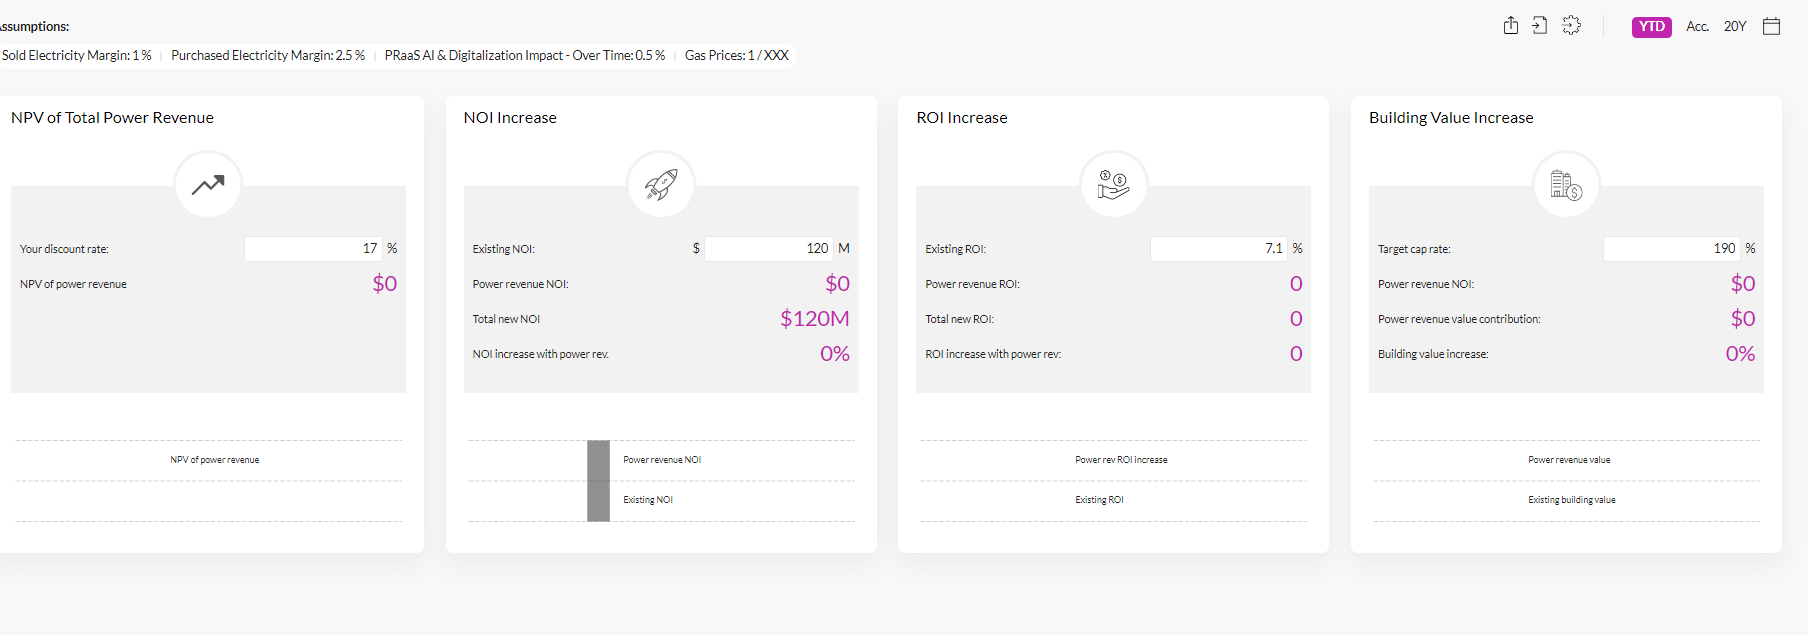 ssumptions:
YTD Acc. 20Y
Sold Electricity Margin: 1 % Purchased Electricity Margin: 2.5 % PRaaS AI & Digitalization Impact - Over Time: 0.5 % Gas Prices: 1 / XXX
NPV of Total Power Revenue
Your discount rate: 17 %
NPV of power revenue $0
NPV of power revenue
NOI Increase
Existing NOI: $ 120 M
Power revenue NOI: $0
Total new NOI $120M
NOI increase with power rev. 0%
Power revenue NOI
Existing NOI
ROI Increase
Existing ROI: 7.1 %
Power revenue ROI: 0
Total new ROI: 0
ROI increase with power rev: 0
Power rev ROI increase
Existing ROI
Building Value Increase
Target cap rate: 190 %
Power revenue NOI: $0
Power revenue value contribution: $0
Building value increase: 0%
Power revenue value
Existing building value